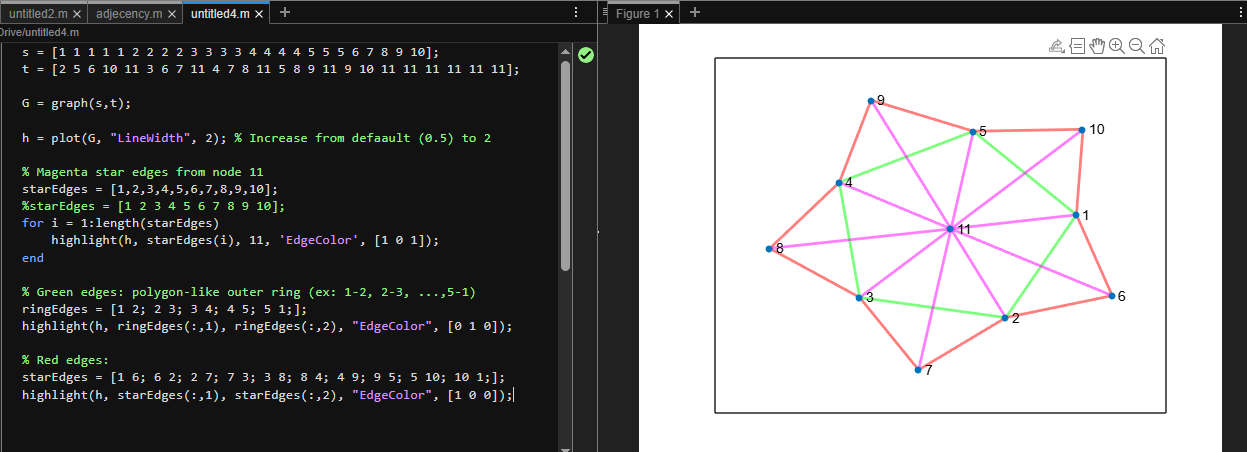 untitled2.m × adjecency.m × untitled4.m × +
Drive/untitled4.m
s = [1 1 1 1 1 2 2 2 2 3 3 3 3 4 4 4 4 5 5 5 6 7 8 9 10];
t = [2 5 6 10 11 3 6 7 11 4 7 8 11 5 8 9 11 9 10 11 11 11 11 11 11];
G = graph(s,t);
h = plot(G, "LineWidth", 2); % Increase from defaault (0.5) to 2
% Magenta star edges from node 11
starEdges = [1,2,3,4,5,6,7,8,9,10];
%starEdges = [1 2 3 4 5 6 7 8 9 10];
for i = 1:length(starEdges)
highlight(h, starEdges(i), 11, 'EdgeColor', [1 0 1]);
end
% Green edges: polygon-like outer ring (ex: 1-2, 2-3, ...,5-1)
ringEdges = [1 2; 2 3; 3 4; 4 5; 5 1;];
highlight(h, ringEdges(:,1), ringEdges(:,2), "EdgeColor", [0 1 0]);
% Red edges:
starEdges = [1 6; 6 2; 2 7; 7 3; 3 8; 8 4; 4 9; 9 5; 5 10; 10 1;];
highlight(h, starEdges(:,1), starEdges(:,2), "EdgeColor", [1 0 0]);
Figure 1 × +
9
5
10
4
1
11
8
3
6
2
7